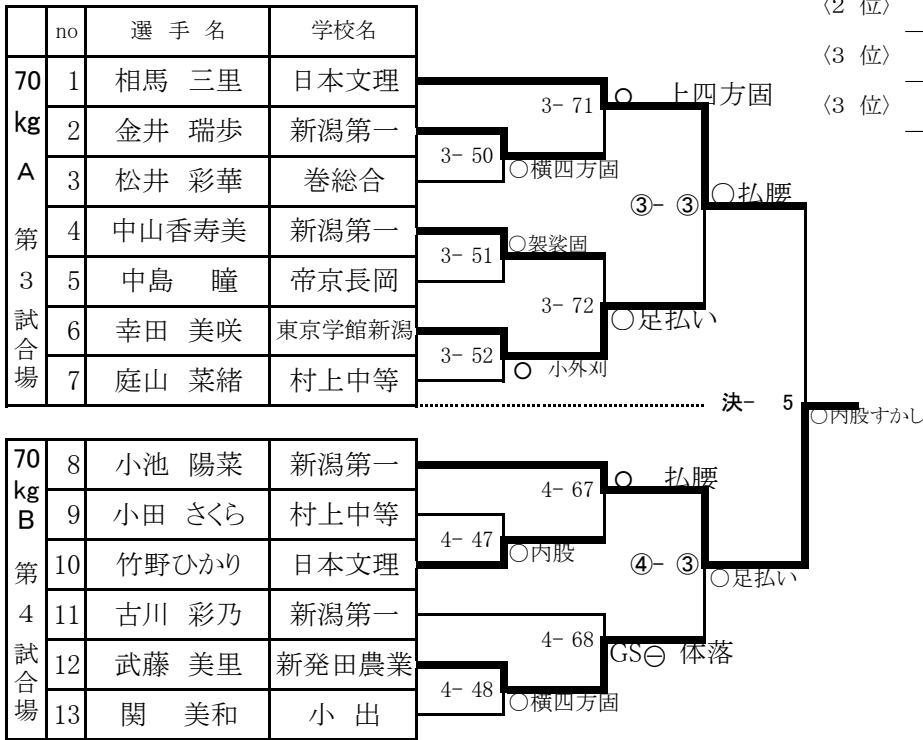 no 選手名 学校名
70kg A 第3試合場
1 相馬 三里 日本文理
2 金井 瑞歩 新潟第一
3 松井 彩華 巻総合
4 中山香寿美 新潟第一
5 中島 瞳 帝京長岡
6 幸田 美咲 東京学館新潟
7 庭山 菜緒 村上中等
3- 71
○ 上四方固
3- 50
○横四方固
③- ③
○払腰
3- 51
○袈裟固
3- 72
○足払い
3- 52
○ 小外刈
決- 5
○内股すかし
70kg B 第4試合場
8 小池 陽菜 新潟第一
9 小田 さくら 村上中等
10 竹野ひかり 日本文理
11 古川 彩乃 新潟第一
12 武藤 美里 新発田農業
13 関 美和 小出
4- 67
○ 払腰
4- 47
○内股
④- ③
○足払い
4- 68
GS⊖ 体落
4- 48
○横四方固
〈2 位〉
〈3 位〉
〈3 位〉